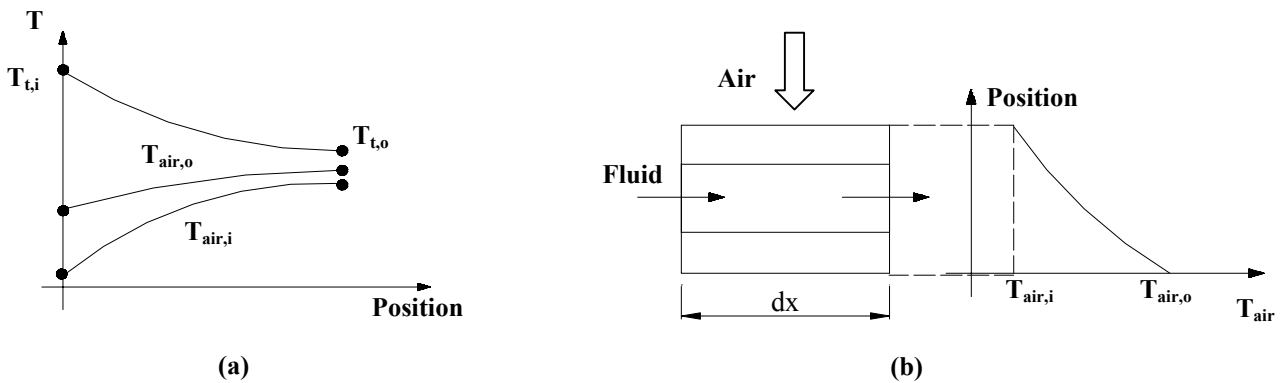 T
T_t,i
T_t,o
T_air,o
T_air,i
Position
(a)
Air
Position
Fluid
T_air,i
T_air,o
T_air
dx
(b)